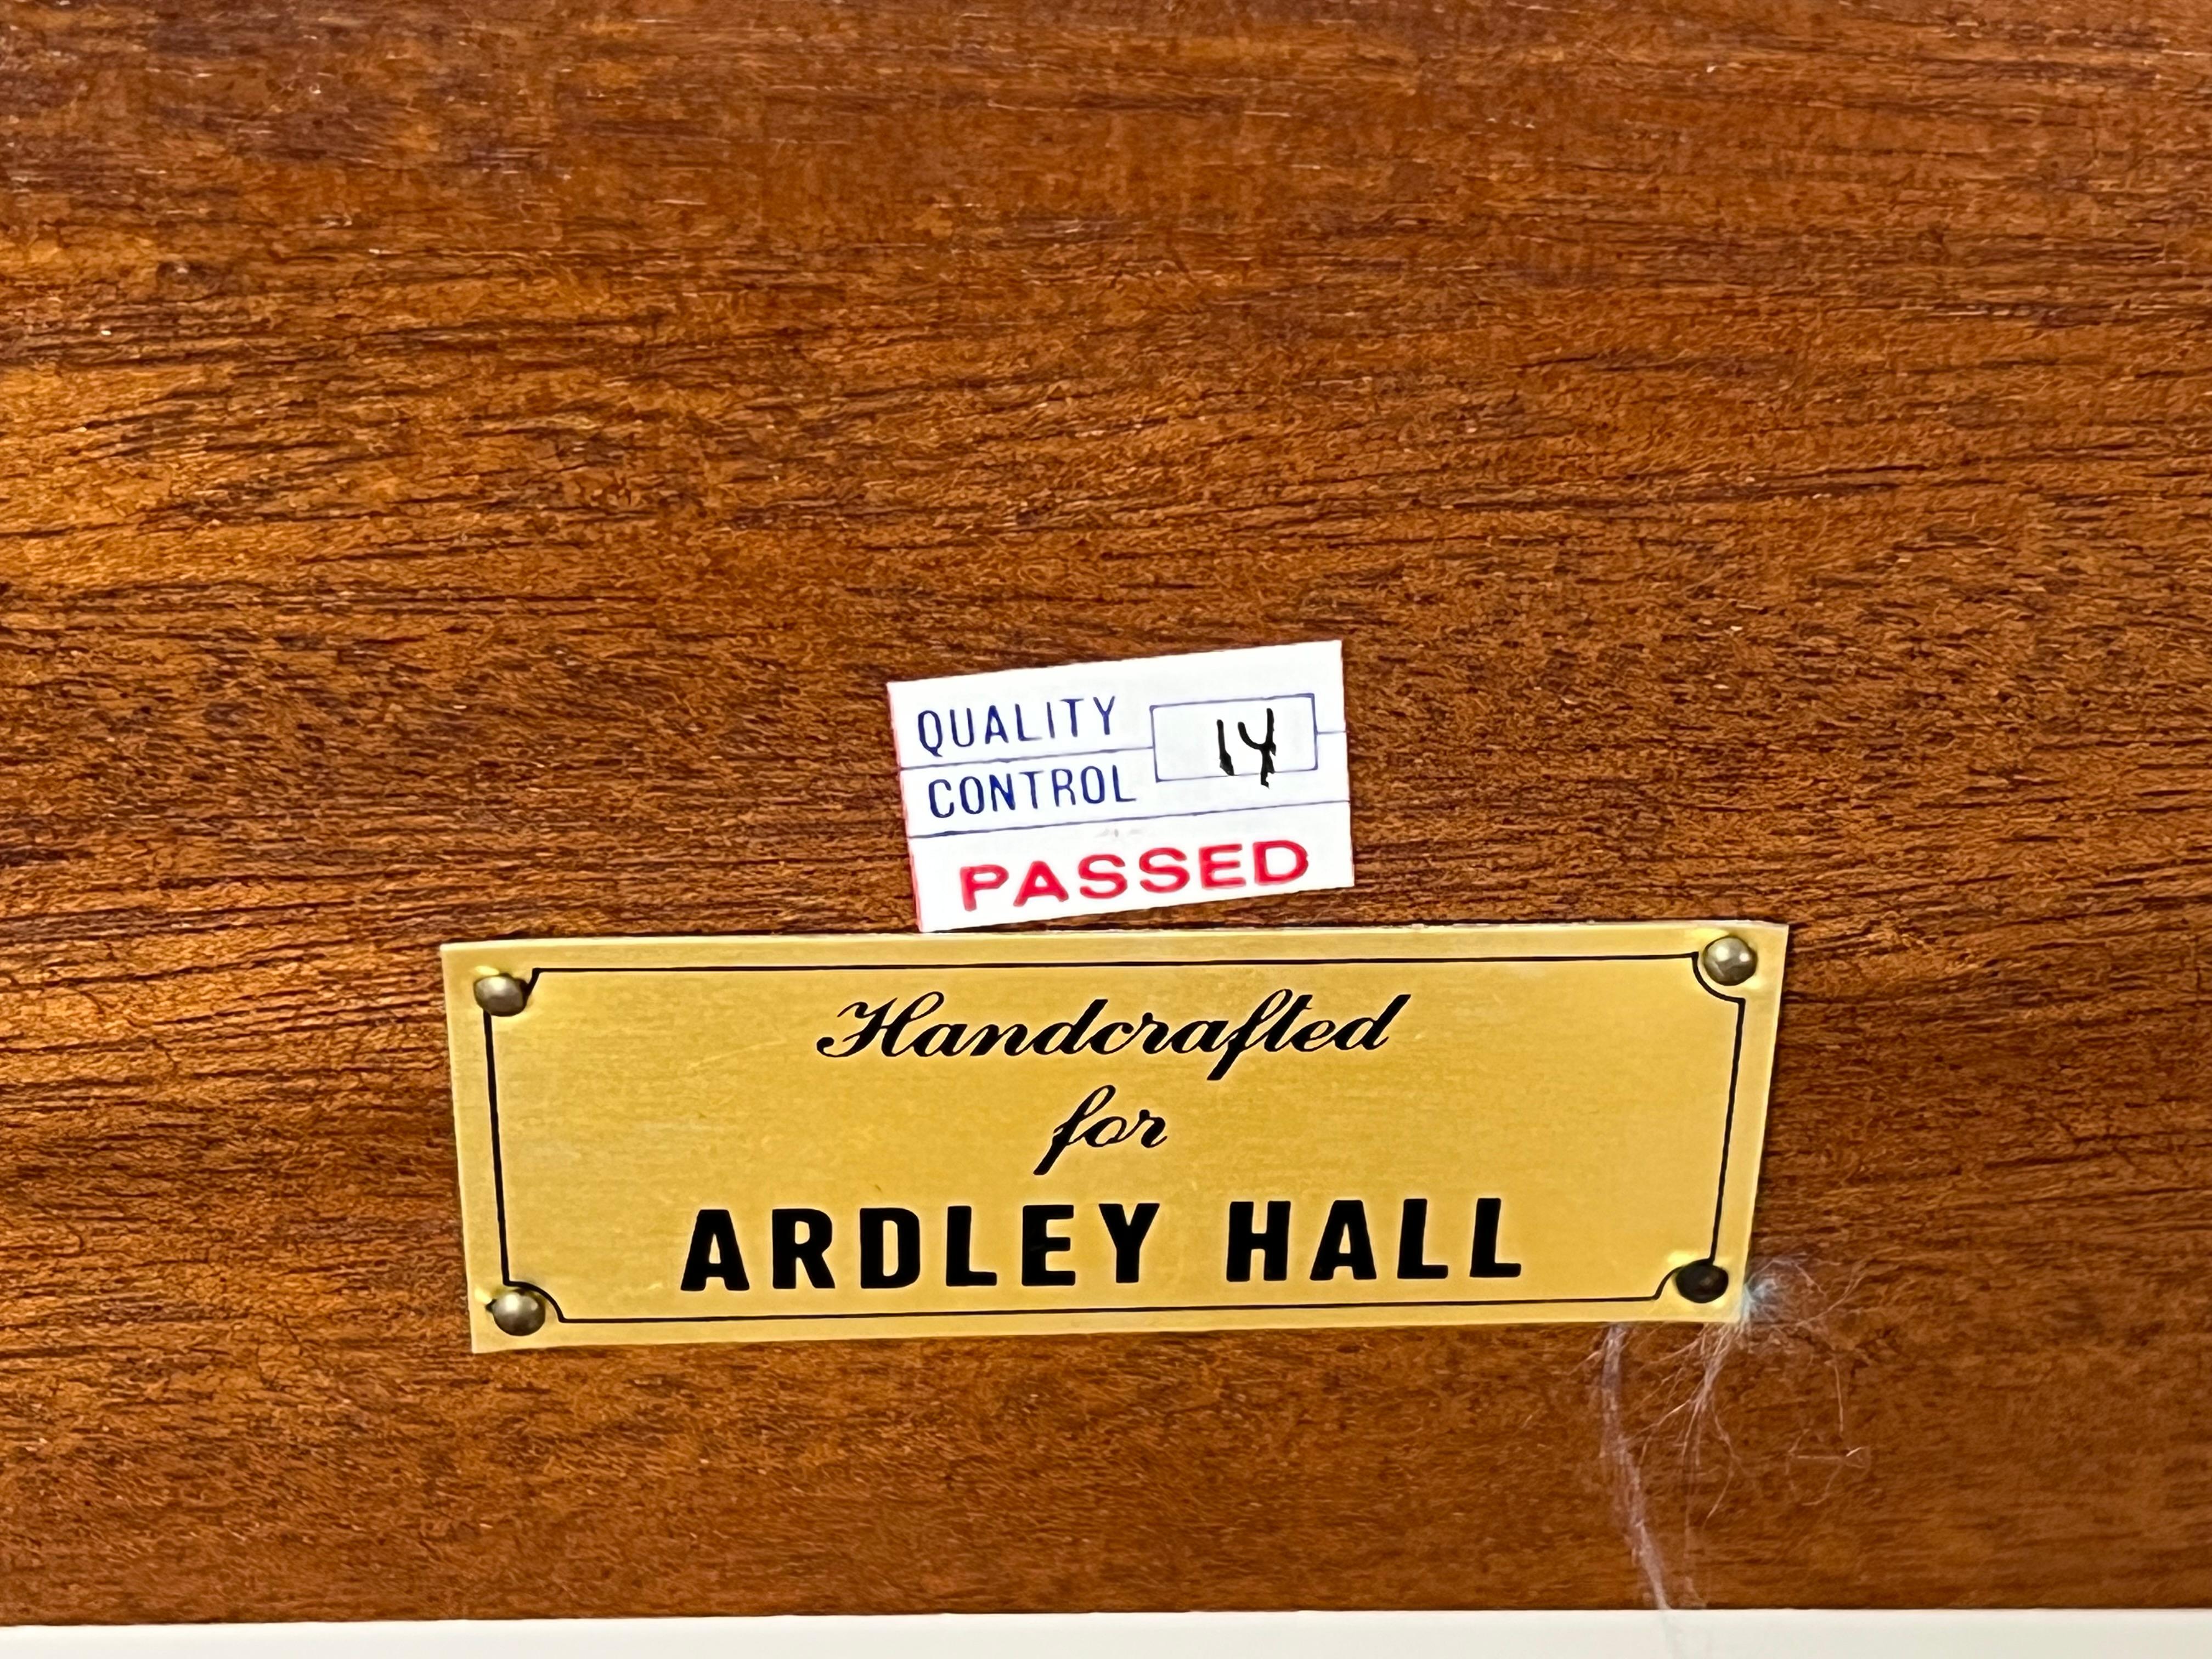 QUALITY
CONTROL
14
PASSED
Handcrafted
for
ARDLEY HALL